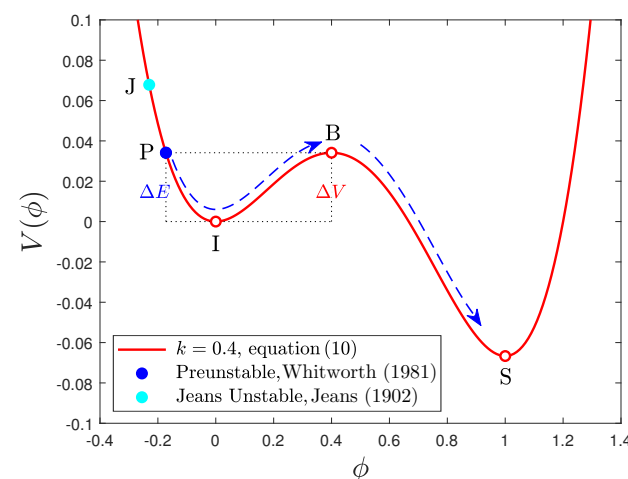 0.1
0.08
0.06
0.04
0.02
0
-0.02
-0.04
-0.06
-0.08
-0.1
V(ϕ)
J
P
B
ΔE
ΔV
I
S
k = 0.4, equation (10)
Preunstable, Whitworth (1981)
Jeans Unstable, Jeans (1902)
-0.4 -0.2 0 0.2 0.4 0.6 0.8 1 1.2 1.4
ϕ